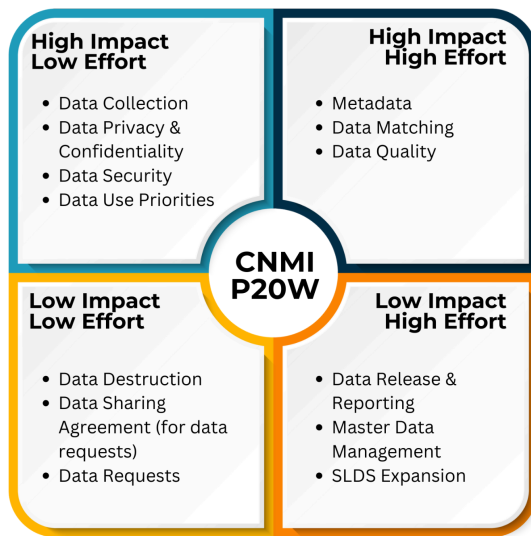 High Impact
Low Effort
• Data Collection
• Data Privacy &
Confidentiality
• Data Security
• Data Use Priorities
High Impact
High Effort
• Metadata
• Data Matching
• Data Quality
CNMI
P20W
Low Impact
Low Effort
• Data Destruction
• Data Sharing
Agreement (for data
requests)
• Data Requests
Low Impact
High Effort
• Data Release &
Reporting
• Master Data
Management
• SLDS Expansion